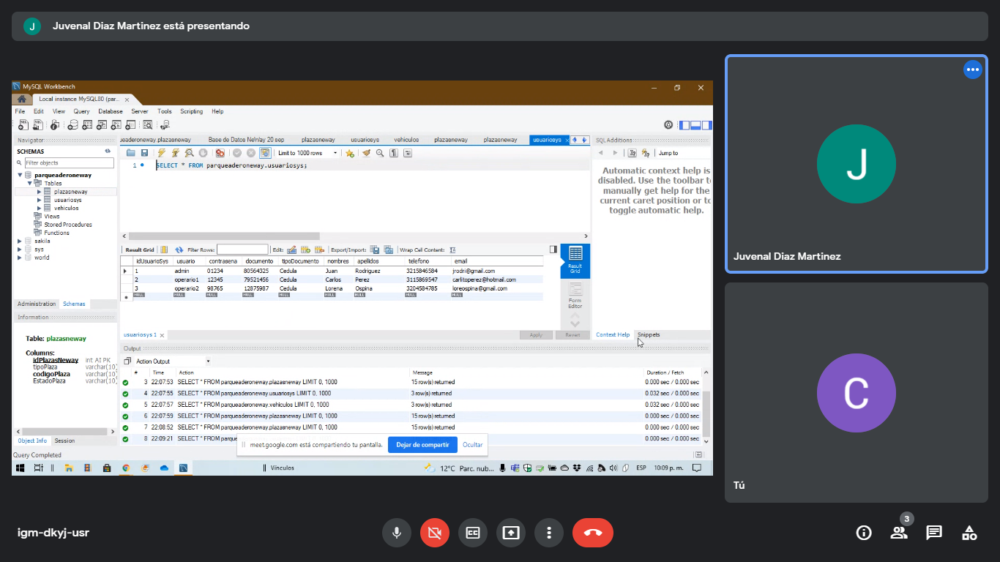 J Juvenal Diaz Martinez está presentando
MySQL Workbench
Local instance MySQL80 (par...
File Edit View Query Database Server Tools Scripting Help
Navigator
SCHEMAS
Filter objects
parqueaderoneway
Tables
plazasneway
usuariosys
vehiculos
Views
Stored Procedures
Functions
sakila
sys
world
Administration Schemas
Information
Table: plazasneway
Columns:
idPlazasNeway int AI PK
tipoPlaza varchar(10)
codigoPlaza varchar(10)
EstadoPlaza varchar(10)
Object Info Session
Query Completed
ueaderoneway.plazasneway Base de Datos NeWay 20 sep plazasneway usuariosys vehiculos plazasneway plazasneway usuariosys
Limit to 1000 rows
1 SELECT * FROM parqueaderoneway.usuariosys;
Result Grid Filter Rows: Edit: Export/Import: Wrap Cell Content:
idUsuarioSys usuario contrasena documento tipoDocumento nombres apellidos telefono email
1 admin 01234 80564325 Cedula Juan Rodriguez 3215846584 jrodri@gmail.com
2 operario1 12345 79521456 Cedula Carlos Perez 3115869547 carlitoperez@hotmail.com
3 operario2 98765 12875987 Cedula Lorena Ospina 3204584785 loreospina@gmail.com
NULL NULL NULL NULL NULL NULL NULL NULL NULL
Result Grid
Form Editor
usuariosys 1 Apply Revert
SQLAdditions
Jump to
Automatic context help is
disabled. Use the toolbar to
manually get help for the
current caret position or to
toggle automatic help.
Context Help Snippets
Output
Action Output
# Time Action Message Duration / Fetch
3 22:07:53 SELECT * FROM parqueaderoneway.plazasneway LIMIT 0, 1000 15 row(s) returned 0.000 sec / 0.000 sec
4 22:07:55 SELECT * FROM parqueaderoneway.usuariosys LIMIT 0, 1000 3 row(s) returned 0.032 sec / 0.000 sec
5 22:07:57 SELECT * FROM parqueaderoneway.vehiculos LIMIT 0, 1000 3 row(s) returned 0.032 sec / 0.000 sec
6 22:07:59 SELECT * FROM parqueaderoneway.plazasneway LIMIT 0, 1000 15 row(s) returned 0.000 sec / 0.000 sec
7 22:08:52 SELECT * FROM parqueaderoneway.plazasneway LIMIT 0, 1000 15 row(s) returned 0.000 sec / 0.000 sec
8 22:09:21 SELECT * FROM parque 0.000 sec / 0.000 sec
meet.google.com está compartiendo tu pantalla. Dejar de compartir Ocultar
Vínculos 12°C Parc. nub... ESP 10:09 p. m.
J
Juvenal Diaz Martinez
C
Tú
igm-dkyj-usr
3